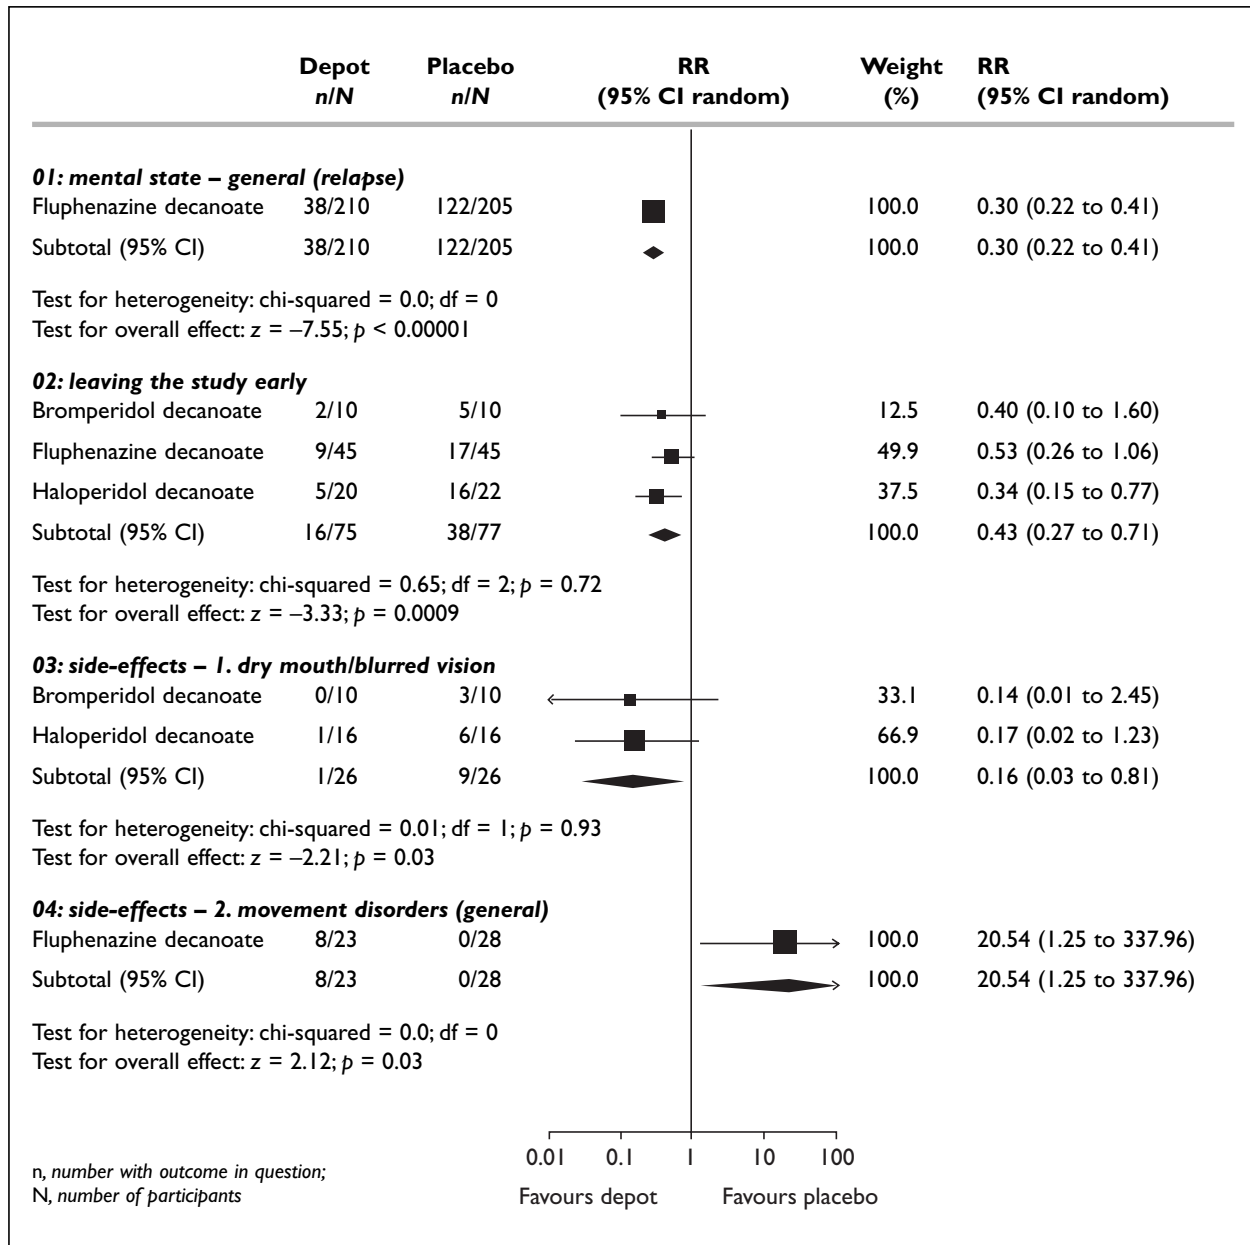 Depot Placebo RR Weight RR
n/N n/N (95% CI random) (%) (95% CI random)
01: mental state – general (relapse)
Fluphenazine decanoate 38/210 122/205 100.0 0.30 (0.22 to 0.41)
Subtotal (95% CI) 38/210 122/205 100.0 0.30 (0.22 to 0.41)
Test for heterogeneity: chi-squared = 0.0; df = 0
Test for overall effect: z = –7.55; p < 0.00001
02: leaving the study early
Bromperidol decanoate 2/10 5/10 12.5 0.40 (0.10 to 1.60)
Fluphenazine decanoate 9/45 17/45 49.9 0.53 (0.26 to 1.06)
Haloperidol decanoate 5/20 16/22 37.5 0.34 (0.15 to 0.77)
Subtotal (95% CI) 16/75 38/77 100.0 0.43 (0.27 to 0.71)
Test for heterogeneity: chi-squared = 0.65; df = 2; p = 0.72
Test for overall effect: z = –3.33; p = 0.0009
03: side-effects – 1. dry mouth/blurred vision
Bromperidol decanoate 0/10 3/10 33.1 0.14 (0.01 to 2.45)
Haloperidol decanoate 1/16 6/16 66.9 0.17 (0.02 to 1.23)
Subtotal (95% CI) 1/26 9/26 100.0 0.16 (0.03 to 0.81)
Test for heterogeneity: chi-squared = 0.01; df = 1; p = 0.93
Test for overall effect: z = –2.21; p = 0.03
04: side-effects – 2. movement disorders (general)
Fluphenazine decanoate 8/23 0/28 100.0 20.54 (1.25 to 337.96)
Subtotal (95% CI) 8/23 0/28 100.0 20.54 (1.25 to 337.96)
Test for heterogeneity: chi-squared = 0.0; df = 0
Test for overall effect: z = 2.12; p = 0.03
0.01 0.1 1 10 100
Favours depot Favours placebo
n, number with outcome in question;
N, number of participants